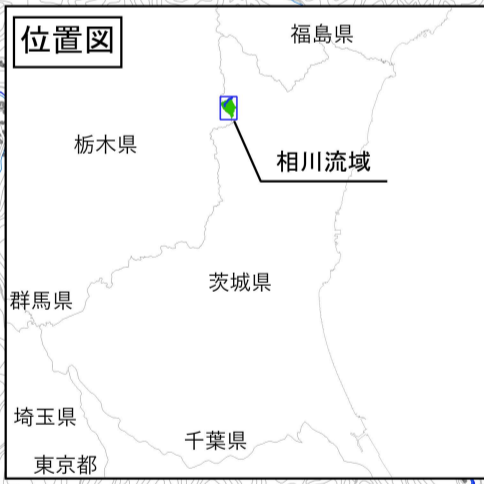 位置図
福島県
栃木県
相川流域
茨城県
群馬県
埼玉県
千葉県
東京都